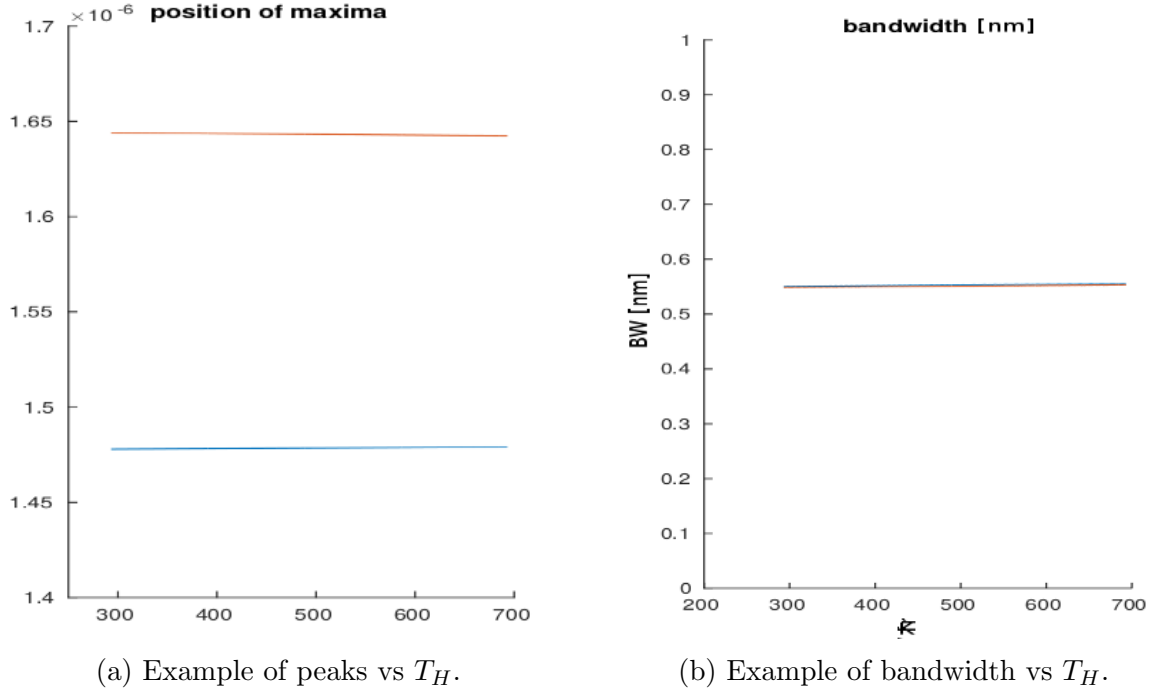 ×10⁻⁶ position of maxima
1.7
1.65
1.6
1.55
1.5
1.45
1.4
300 400 500 600 700
bandwidth [nm]
1
0.9
0.8
0.7
0.6
0.5
0.4
0.3
0.2
0.1
0
BW [nm]
200 300 400 500 600 700
(a) Example of peaks vs T_H.
(b) Example of bandwidth vs T_H.